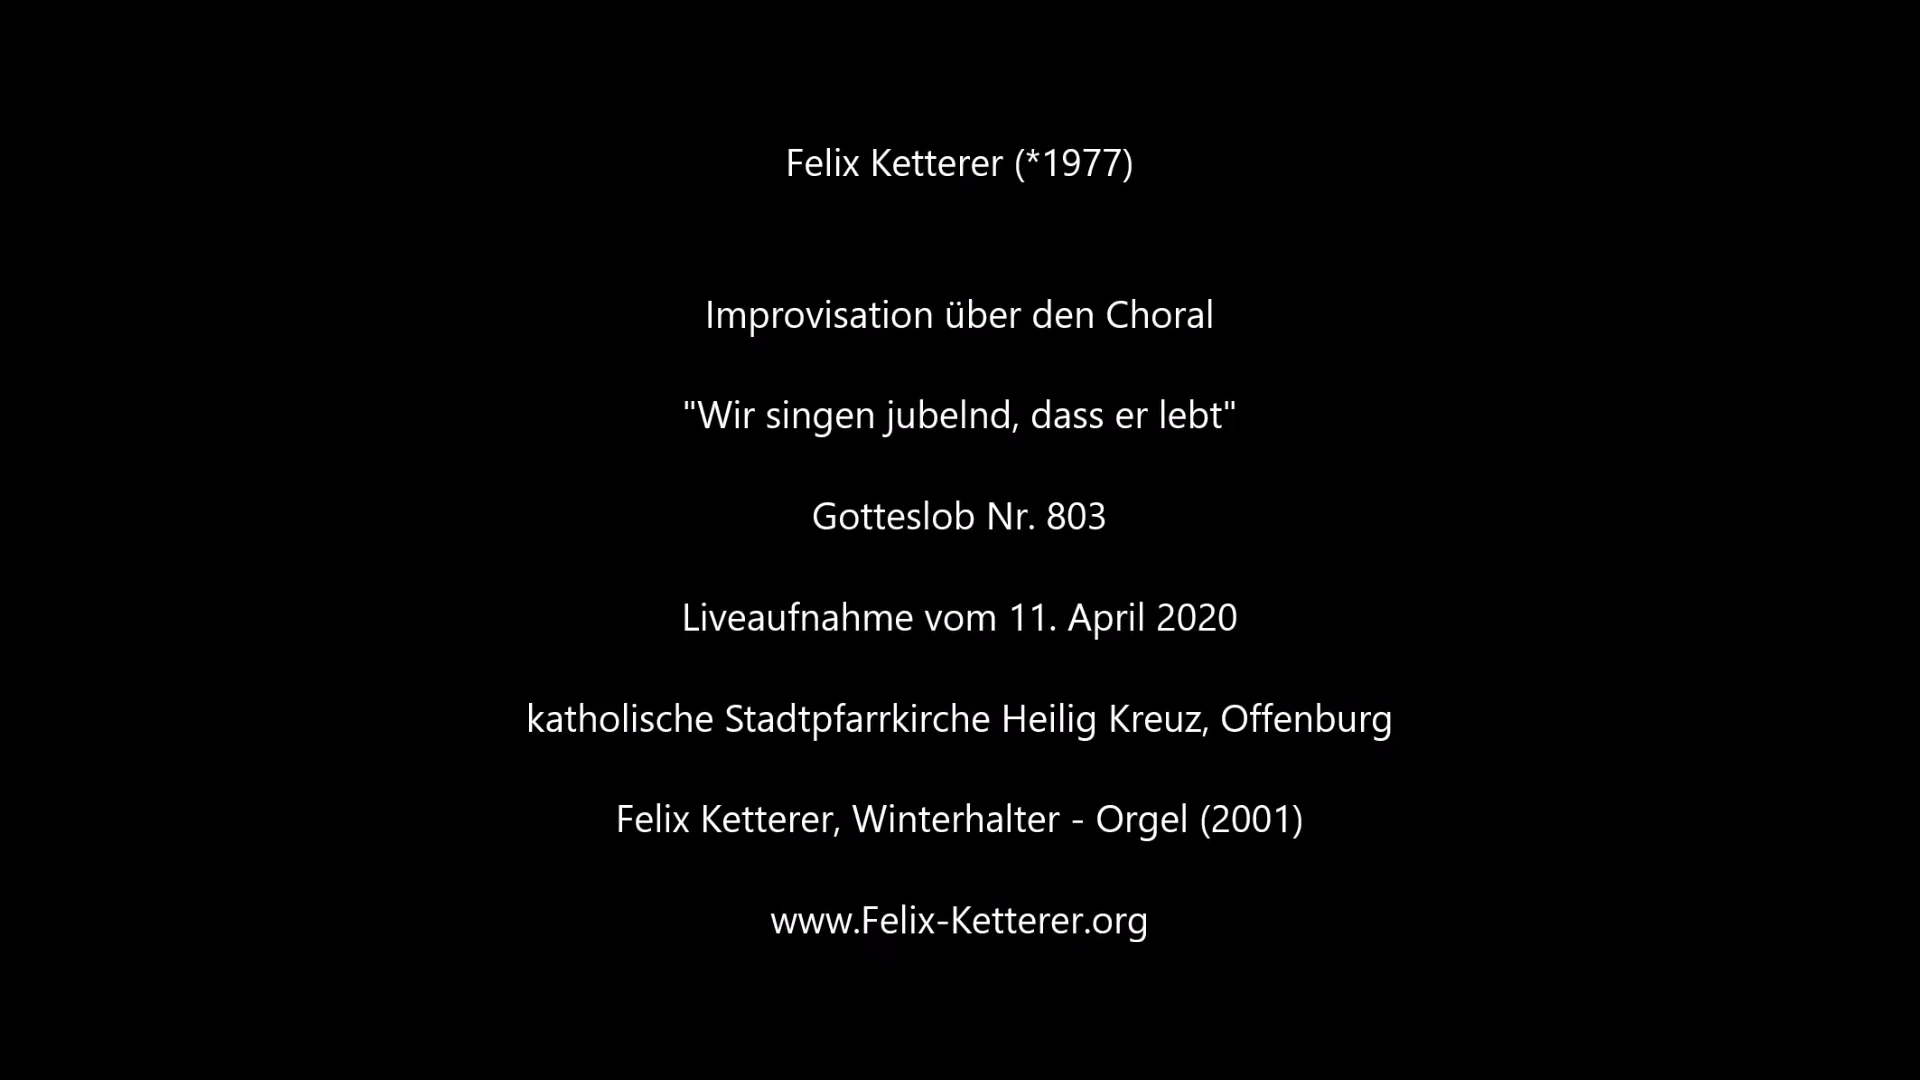 Felix Ketterer (*1977)
Improvisation über den Choral
"Wir singen jubelnd, dass er lebt"
Gotteslob Nr. 803
Liveaufnahme vom 11. April 2020
katholische Stadtpfarrkirche Heilig Kreuz, Offenburg
Felix Ketterer, Winterhalter - Orgel (2001)
www.Felix-Ketterer.org